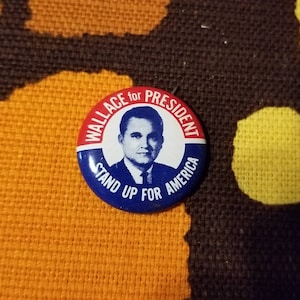 WALLACE for PRESIDENT
STAND UP FOR AMERICA